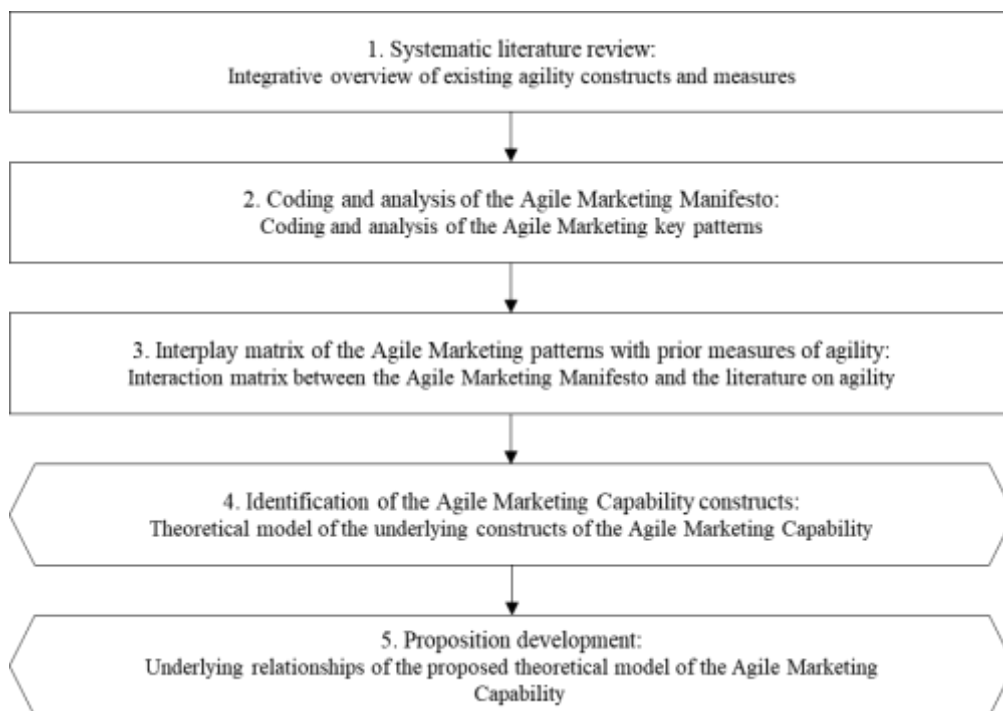 1. Systematic literature review:
Integrative overview of existing agility constructs and measures
2. Coding and analysis of the Agile Marketing Manifesto:
Coding and analysis of the Agile Marketing key patterns
3. Interplay matrix of the Agile Marketing patterns with prior measures of agility:
Interaction matrix between the Agile Marketing Manifesto and the literature on agility
4. Identification of the Agile Marketing Capability constructs:
Theoretical model of the underlying constructs of the Agile Marketing Capability
5. Proposition development:
Underlying relationships of the proposed theoretical model of the Agile Marketing
Capability